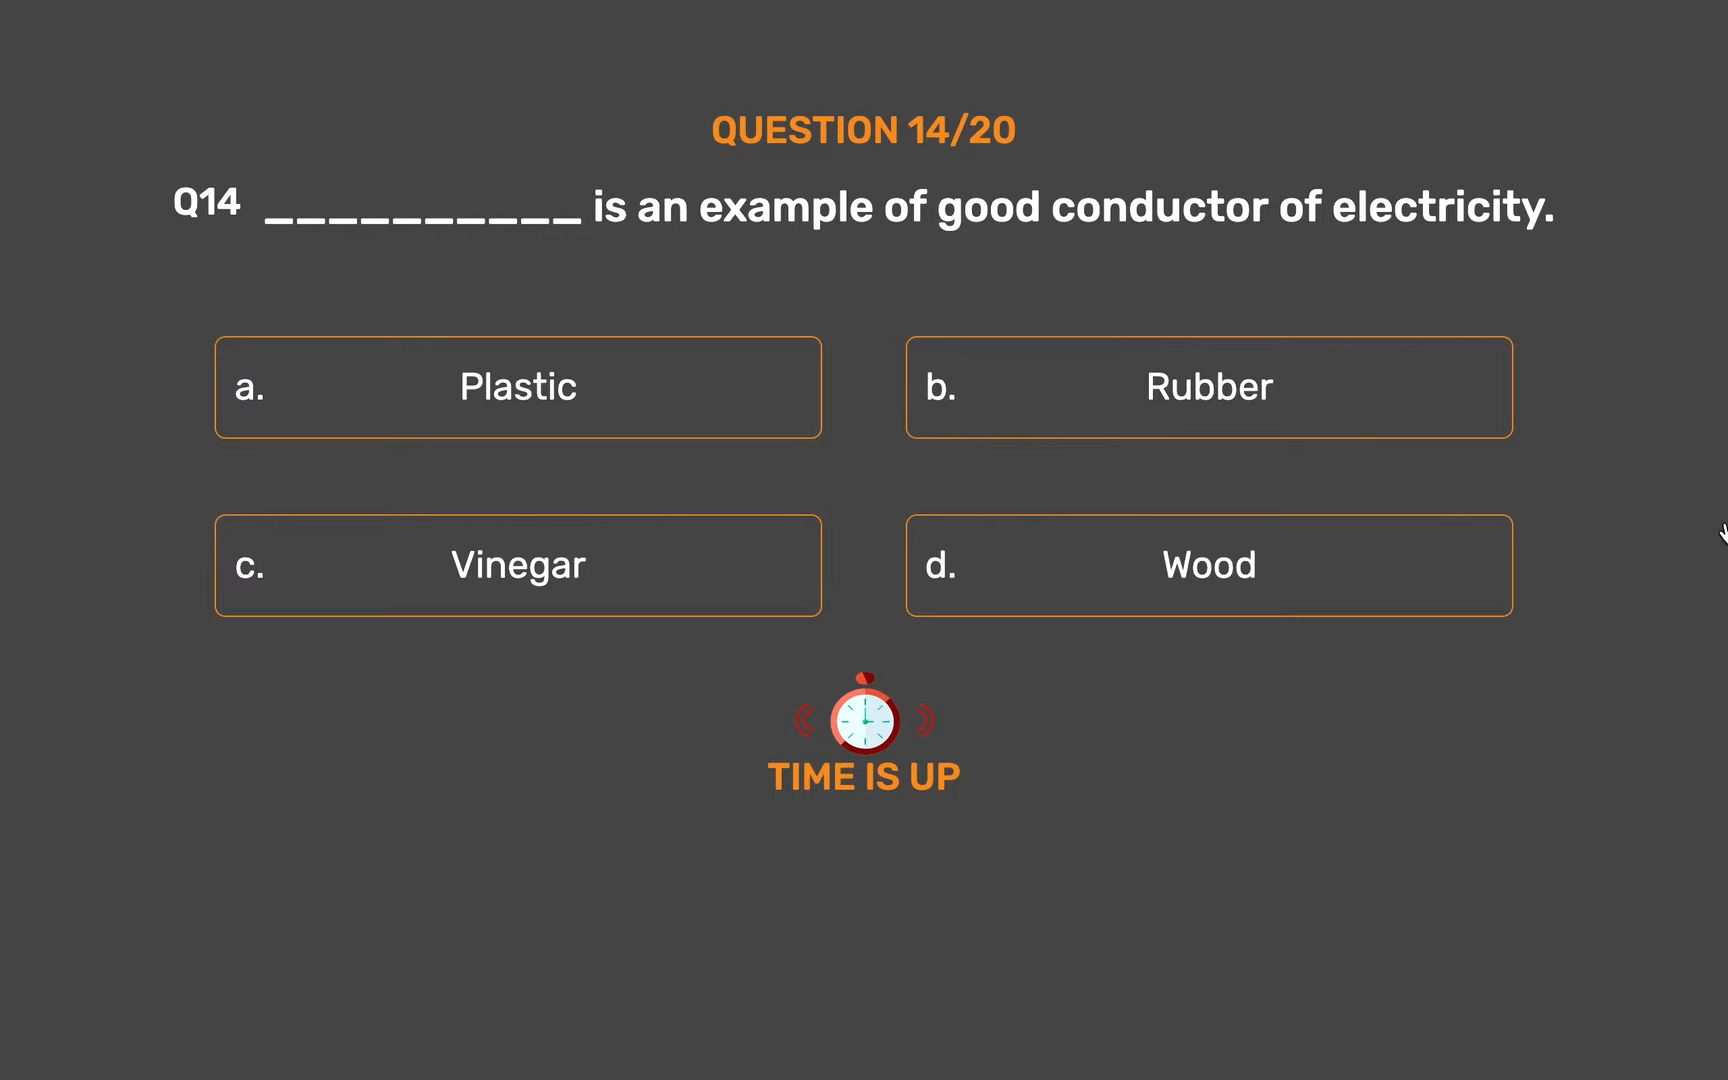 QUESTION 14/20
Q14 __________ is an example of good conductor of electricity.
a. Plastic
b. Rubber
c. Vinegar
d. Wood
TIME IS UP